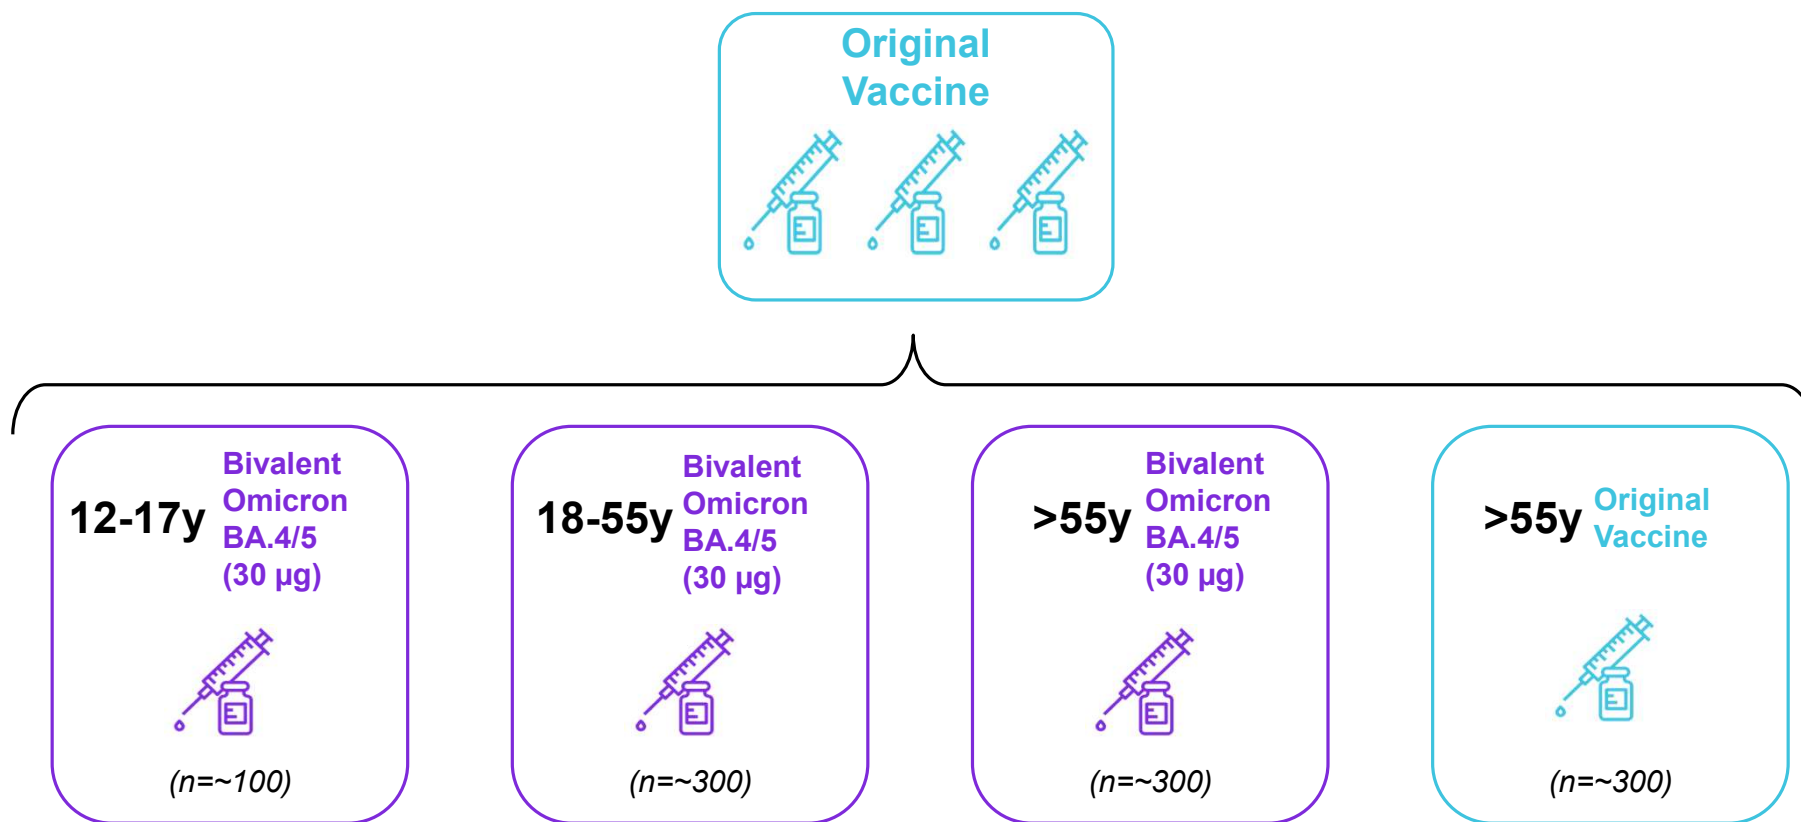 Original
Vaccine
12-17y
Bivalent
Omicron
BA.4/5
(30 µg)
(n=~100)
18-55y
Bivalent
Omicron
BA.4/5
(30 µg)
(n=~300)
>55y
Bivalent
Omicron
BA.4/5
(30 µg)
(n=~300)
>55y
Original
Vaccine
(n=~300)